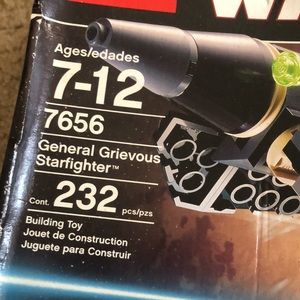 Ages/edades
7-12
7656
General Grievous
Starfighter™
Cont. 232 pcs/pzs
Building Toy
Jouet de Construction
Juguete para Construir